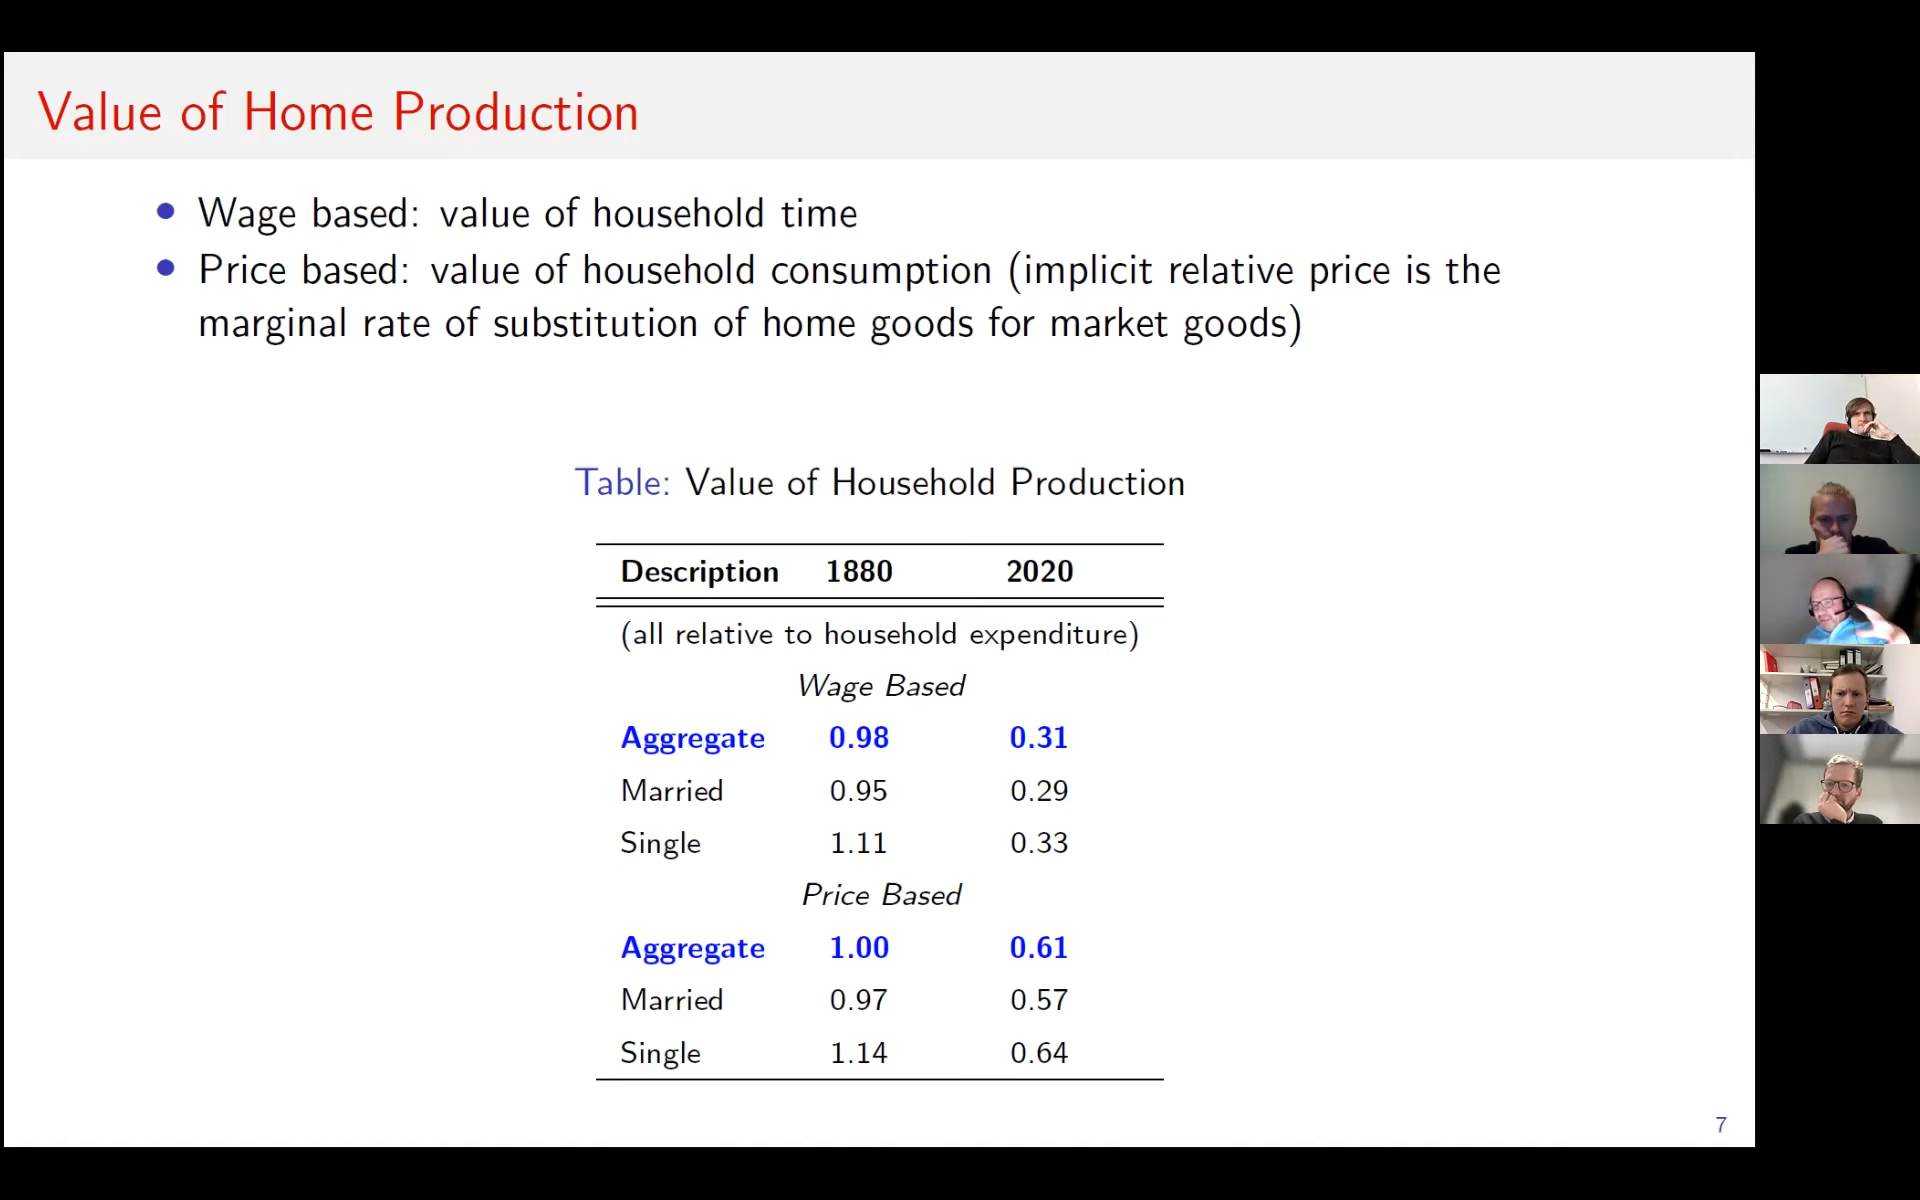 Value of Home Production
• Wage based: value of household time
• Price based: value of household consumption (implicit relative price is the
marginal rate of substitution of home goods for market goods)
Table: Value of Household Production
Description 1880 2020
(all relative to household expenditure)
Wage Based
Aggregate 0.98 0.31
Married 0.95 0.29
Single 1.11 0.33
Price Based
Aggregate 1.00 0.61
Married 0.97 0.57
Single 1.14 0.64
7